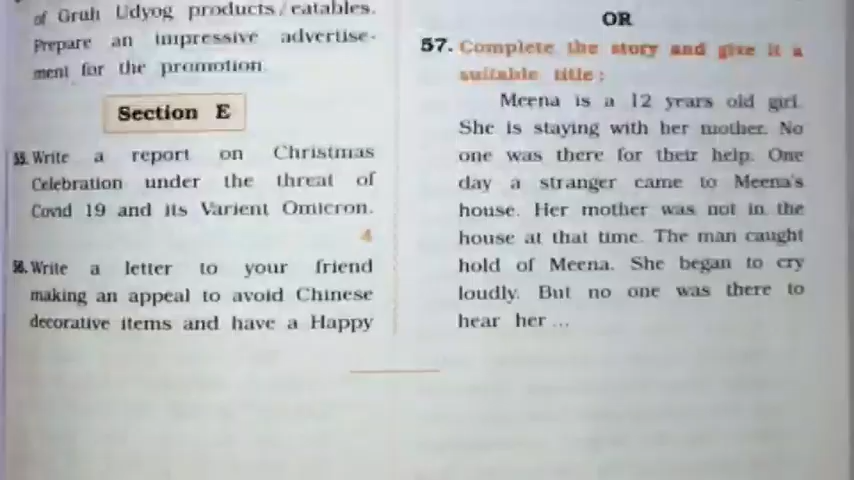 of Gruh Udyog products / eatables.
Prepare an impressive advertise-
ment for the promotion
Section E
55. Write a report on Christmas
Celebration under the threat of
Covid 19 and its Varient Omicron.
4
56. Write a letter to your friend
making an appeal to avoid Chinese
decorative items and have a Happy
OR
57. Complete the story and give it a
suitable title :
Meena is a 12 years old girl.
She is staying with her mother. No
one was there for their help. One
day a stranger came to Meena's
house. Her mother was not in the
house at that time. The man caught
hold of Meena. She began to cry
loudly. But no one was there to
hear her ...